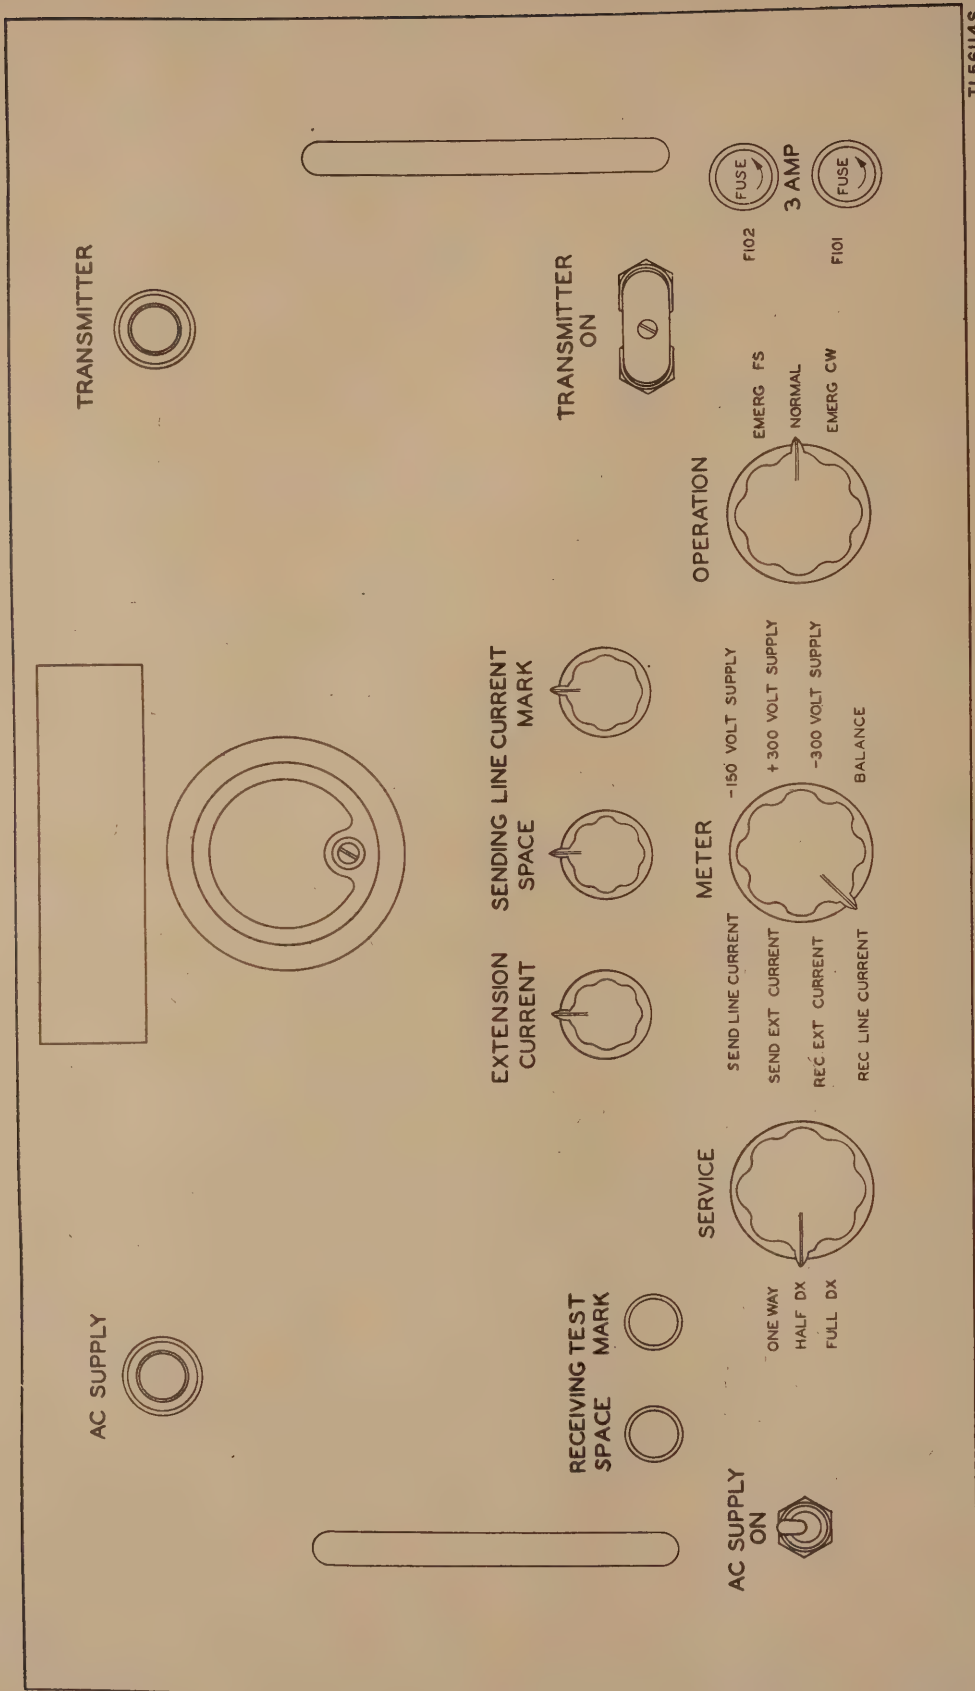 AC SUPPLY
TRANSMITTER
EXTENSION
CURRENT
SENDING LINE CURRENT
SPACE
MARK
RECEIVING TEST
SPACE
MARK
TRANSMITTER
ON
AC SUPPLY
ON
SERVICE
ONE WAY
HALF DX
FULL DX
METER
SEND LINE CURRENT
SEND EXT CURRENT
REC EXT CURRENT
REC LINE CURRENT
-150 VOLT SUPPLY
+300 VOLT SUPPLY
-300 VOLT SUPPLY
BALANCE
OPERATION
EMERG FS
NORMAL
EMERG CW
F102
FUSE
3 AMP
F101
FUSE
TL56114S